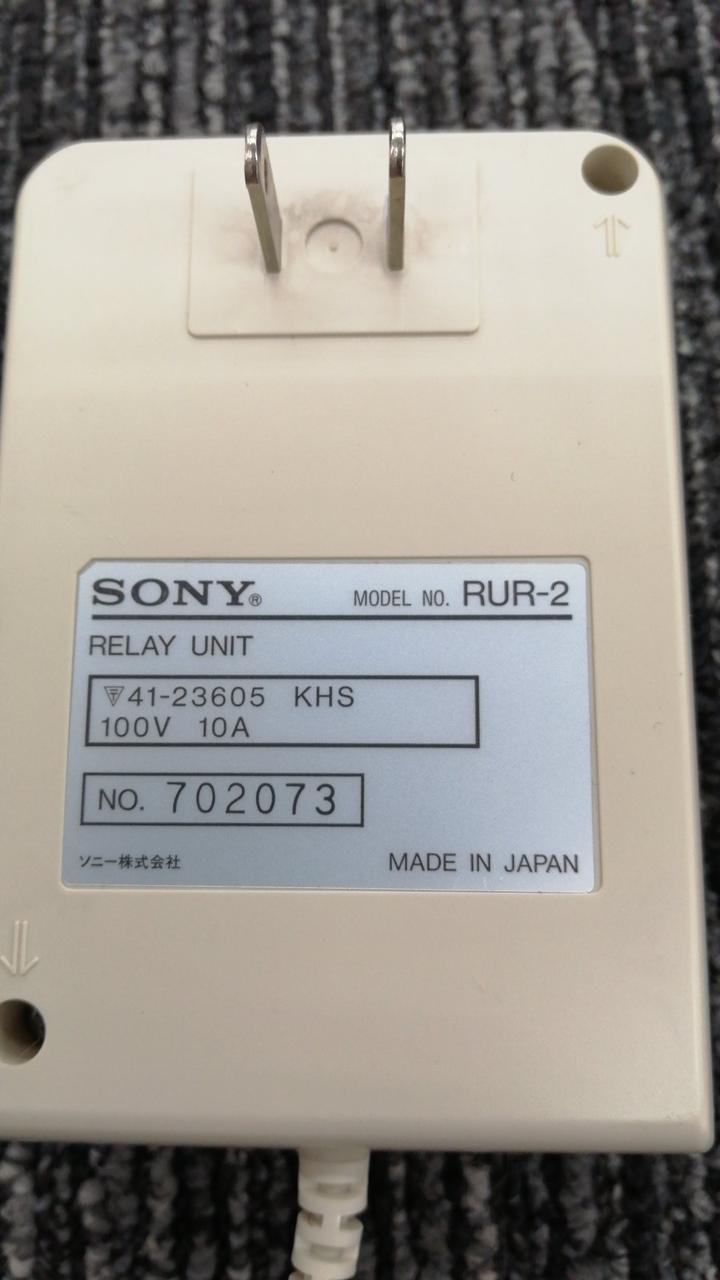 SONY® MODEL NO. RUR-2
RELAY UNIT
41-23605 KHS
100V 10A
NO. 702073
ソニー株式会社 MADE IN JAPAN